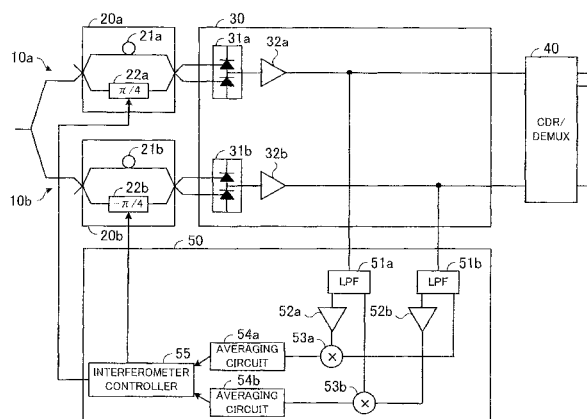 20a
30
21a
10a
31a
32a
40
22a
π/4
CDR/
DEMUX
21b
31b
32b
22b
-π/4
10b
20b
50
51a
51b
LPF
LPF
52a
52b
54a
53a
55
AVERAGING
CIRCUIT
×
INTERFEROMETER
CONTROLLER
54b
53b
AVERAGING
CIRCUIT
×